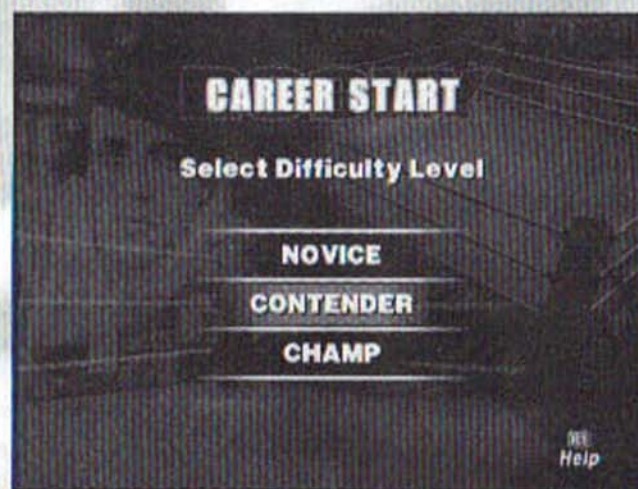 CAREER START
Select Difficulty Level
NOVICE
CONTENDER
CHAMP
Help